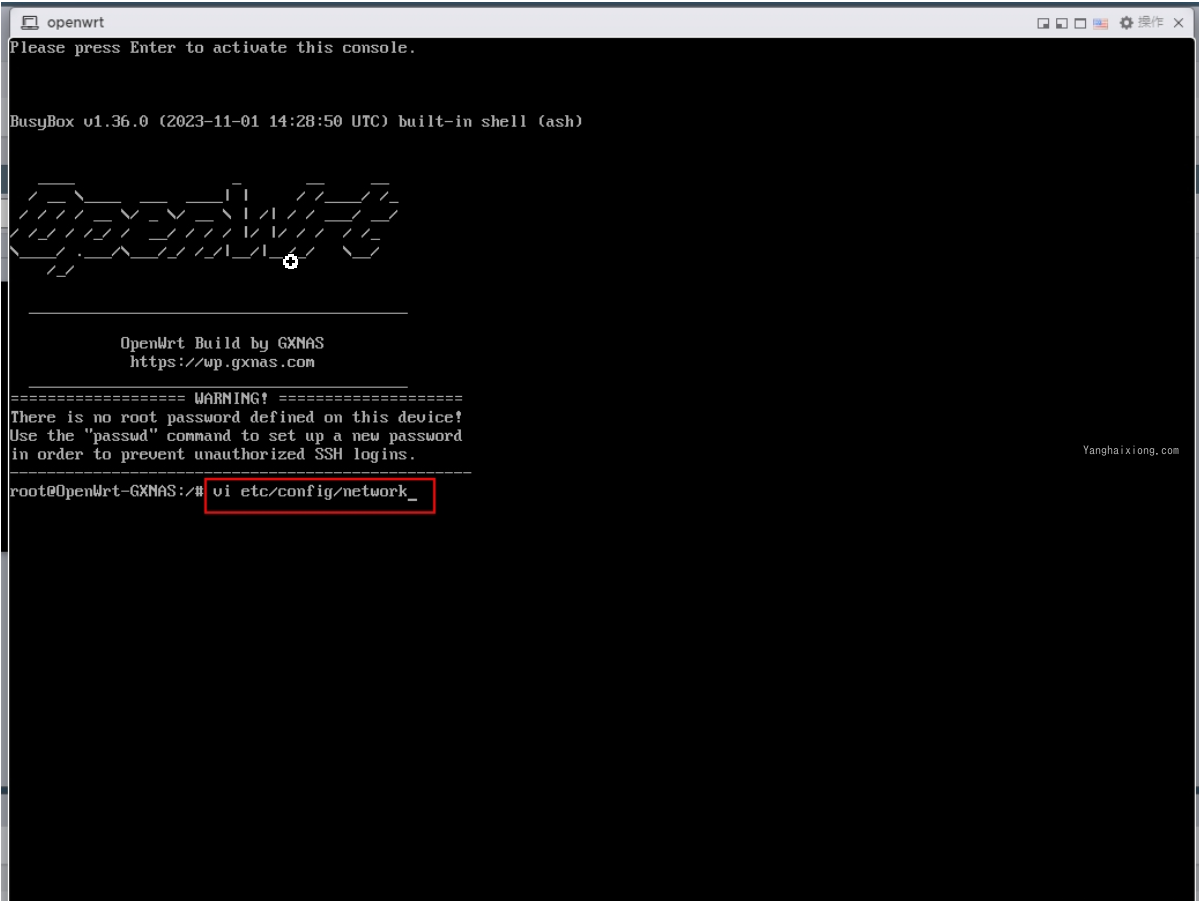 openwrt
操作
Please press Enter to activate this console.
BusyBox v1.36.0 (2023-11-01 14:28:50 UTC) built-in shell (ash)
OpenWrt
OpenWrt Build by GXNAS
https://wp.gxnas.com
=================== WARNING! ====================
There is no root password defined on this device!
Use the "passwd" command to set up a new password
in order to prevent unauthorized SSH logins.
--------------------------------------------------
Yanghaixiong.com
root@OpenWrt-GXNAS:/# vi etc/config/network_